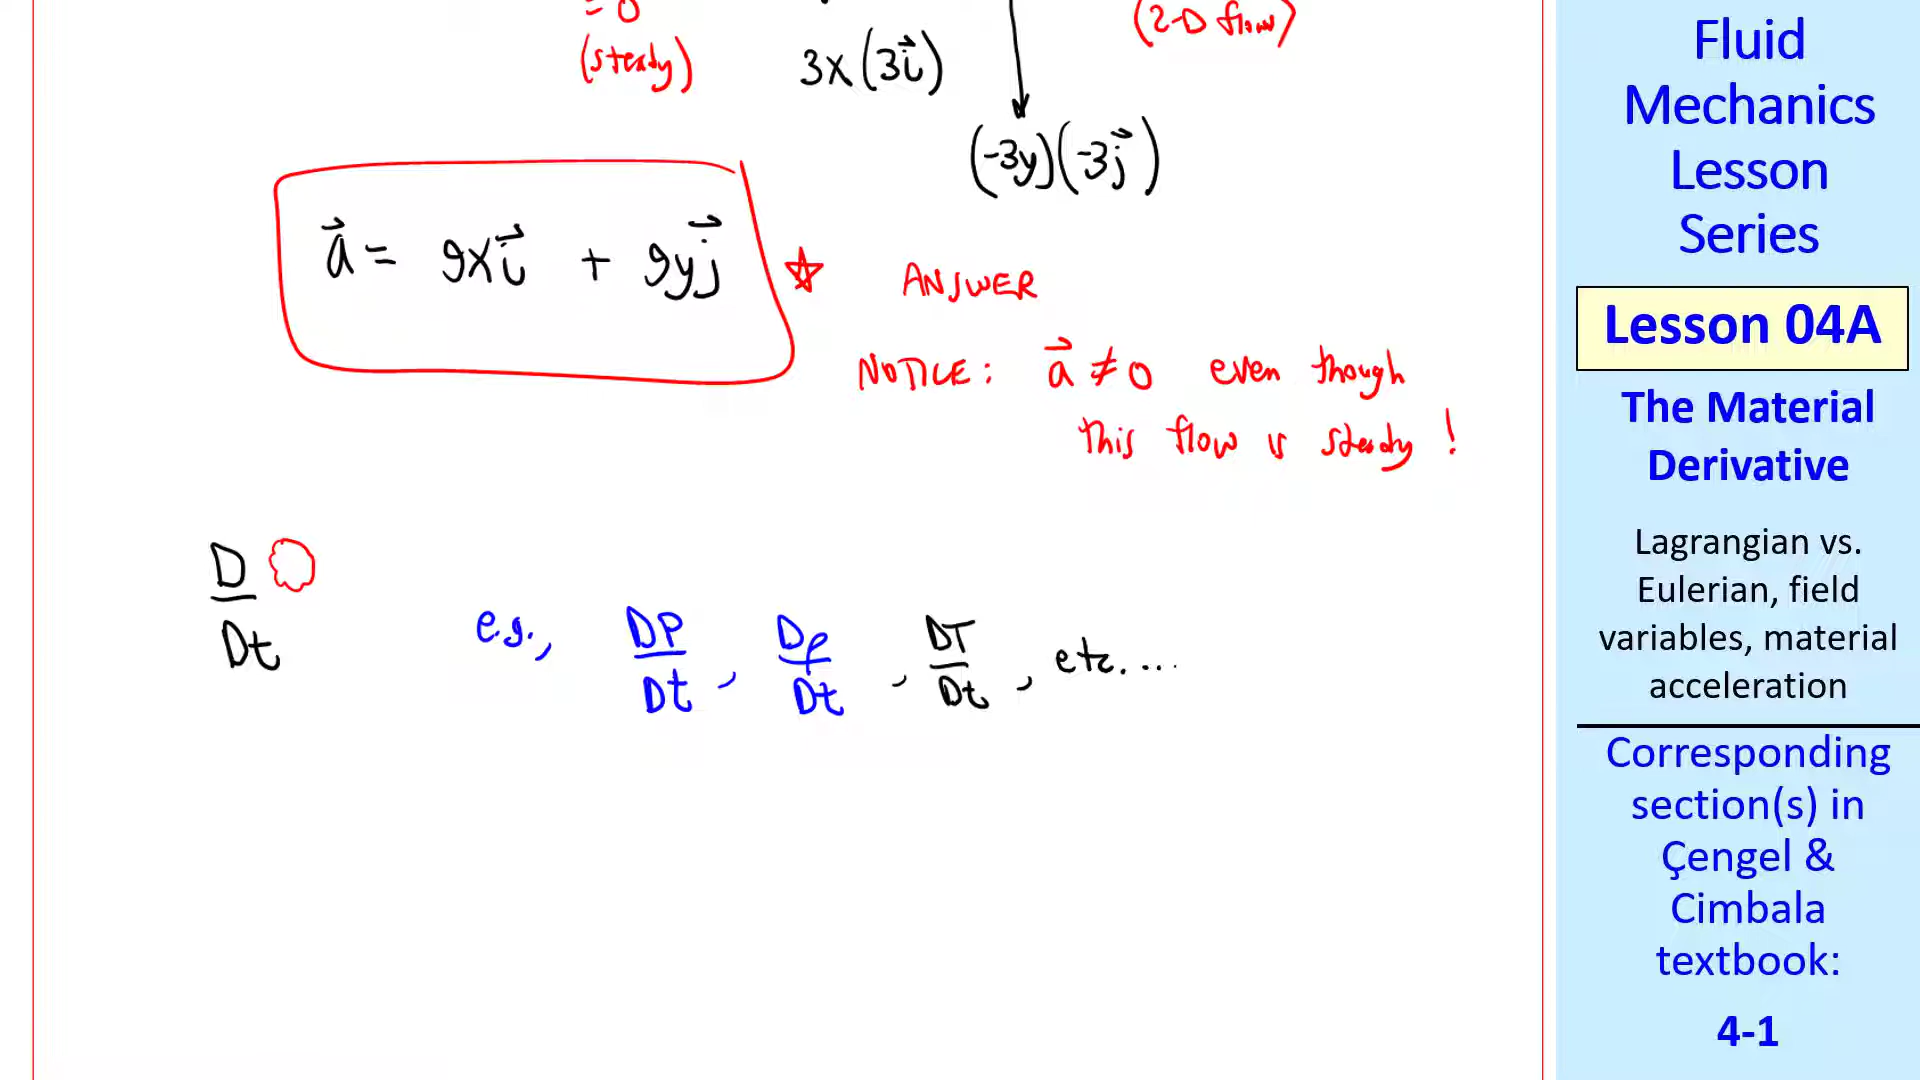 = 0
(steady)
3x(3i⃗)
(2-D flow)
(-3y)(-3j⃗)
a⃗ = 9xi⃗ + 9yj⃗
ANSWER
NOTICE: a⃗ ≠ 0 even though
this flow is steady!
D
Dt
e.g., DP/Dt, Dρ/Dt, DT/Dt, etc....
Fluid
Mechanics
Lesson
Series
Lesson 04A
The Material
Derivative
Lagrangian vs.
Eulerian, field
variables, material
acceleration
Corresponding
section(s) in
Çengel &
Cimbala
textbook:
4-1